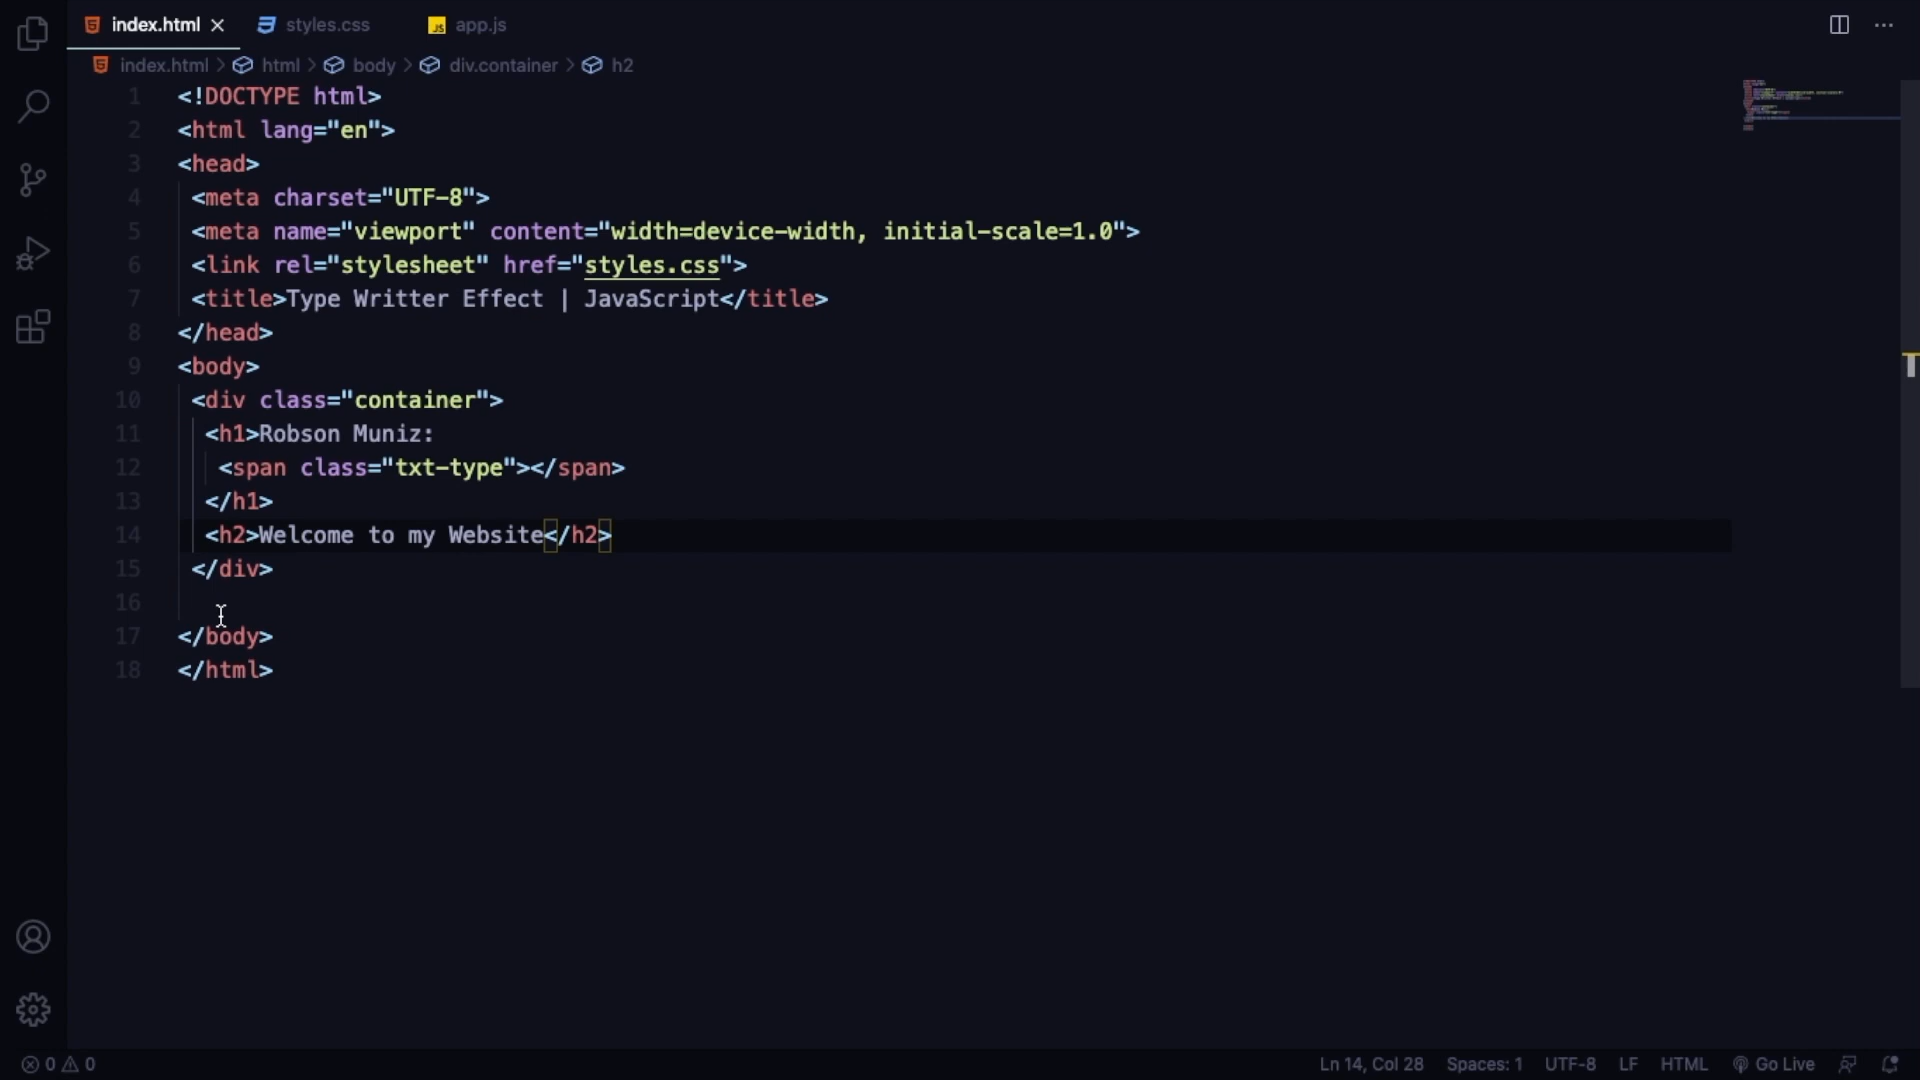 index.html
styles.css
JS app.js
index.html > html > body > div.container > h2
1 <!DOCTYPE html>
2 <html lang="en">
3 <head>
4 <meta charset="UTF-8">
5 <meta name="viewport" content="width=device-width, initial-scale=1.0">
6 <link rel="stylesheet" href="styles.css">
7 <title>Type Writter Effect | JavaScript</title>
8 </head>
9 <body>
10 <div class="container">
11 <h1>Robson Muniz:
12 <span class="txt-type"></span>
13 </h1>
14 <h2>Welcome to my Website</h2>
15 </div>
16
17 </body>
18 </html>
0 0 Ln 14, Col 28 Spaces: 1 UTF-8 LF HTML Go Live